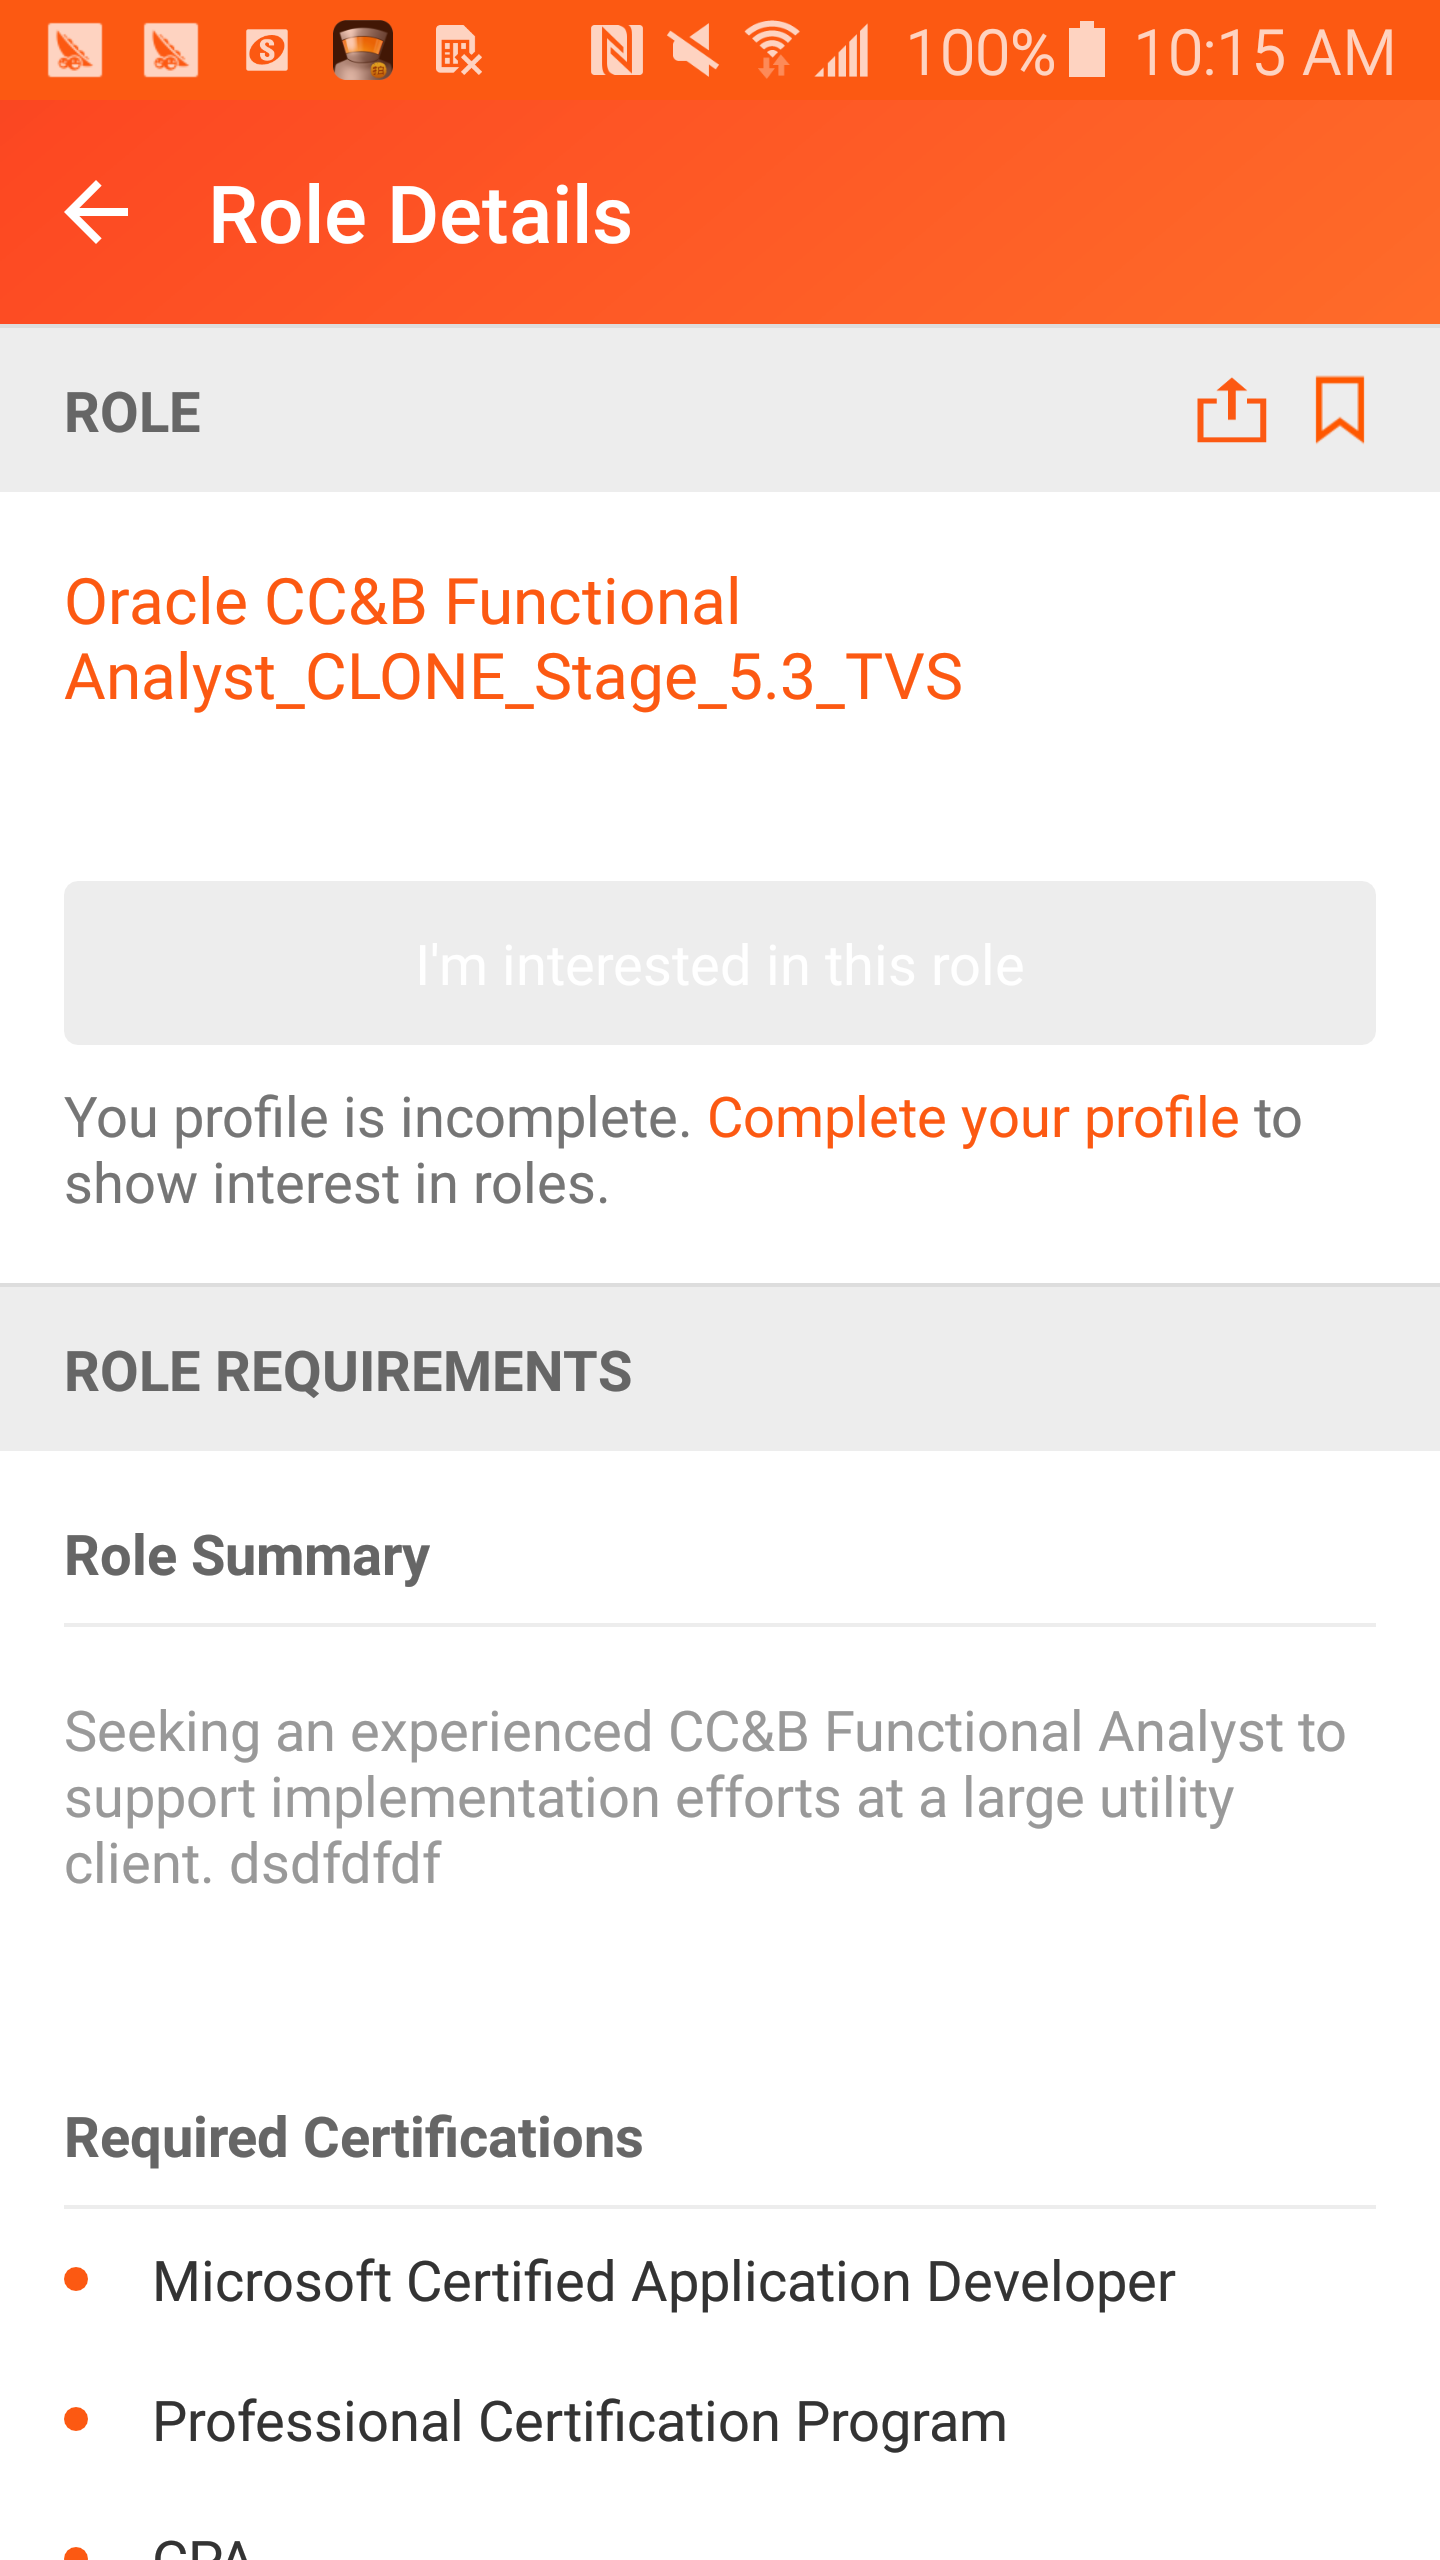 100% 10:15 AM
Role Details
ROLE
Oracle CC&B Functional
Analyst_CLONE_Stage_5.3_TVS
I'm interested in this role
You profile is incomplete. Complete your profile to
show interest in roles.
ROLE REQUIREMENTS
Role Summary
Seeking an experienced CC&B Functional Analyst to
support implementation efforts at a large utility
client. dsdfdfdf
Required Certifications
Microsoft Certified Application Developer
Professional Certification Program
CPA